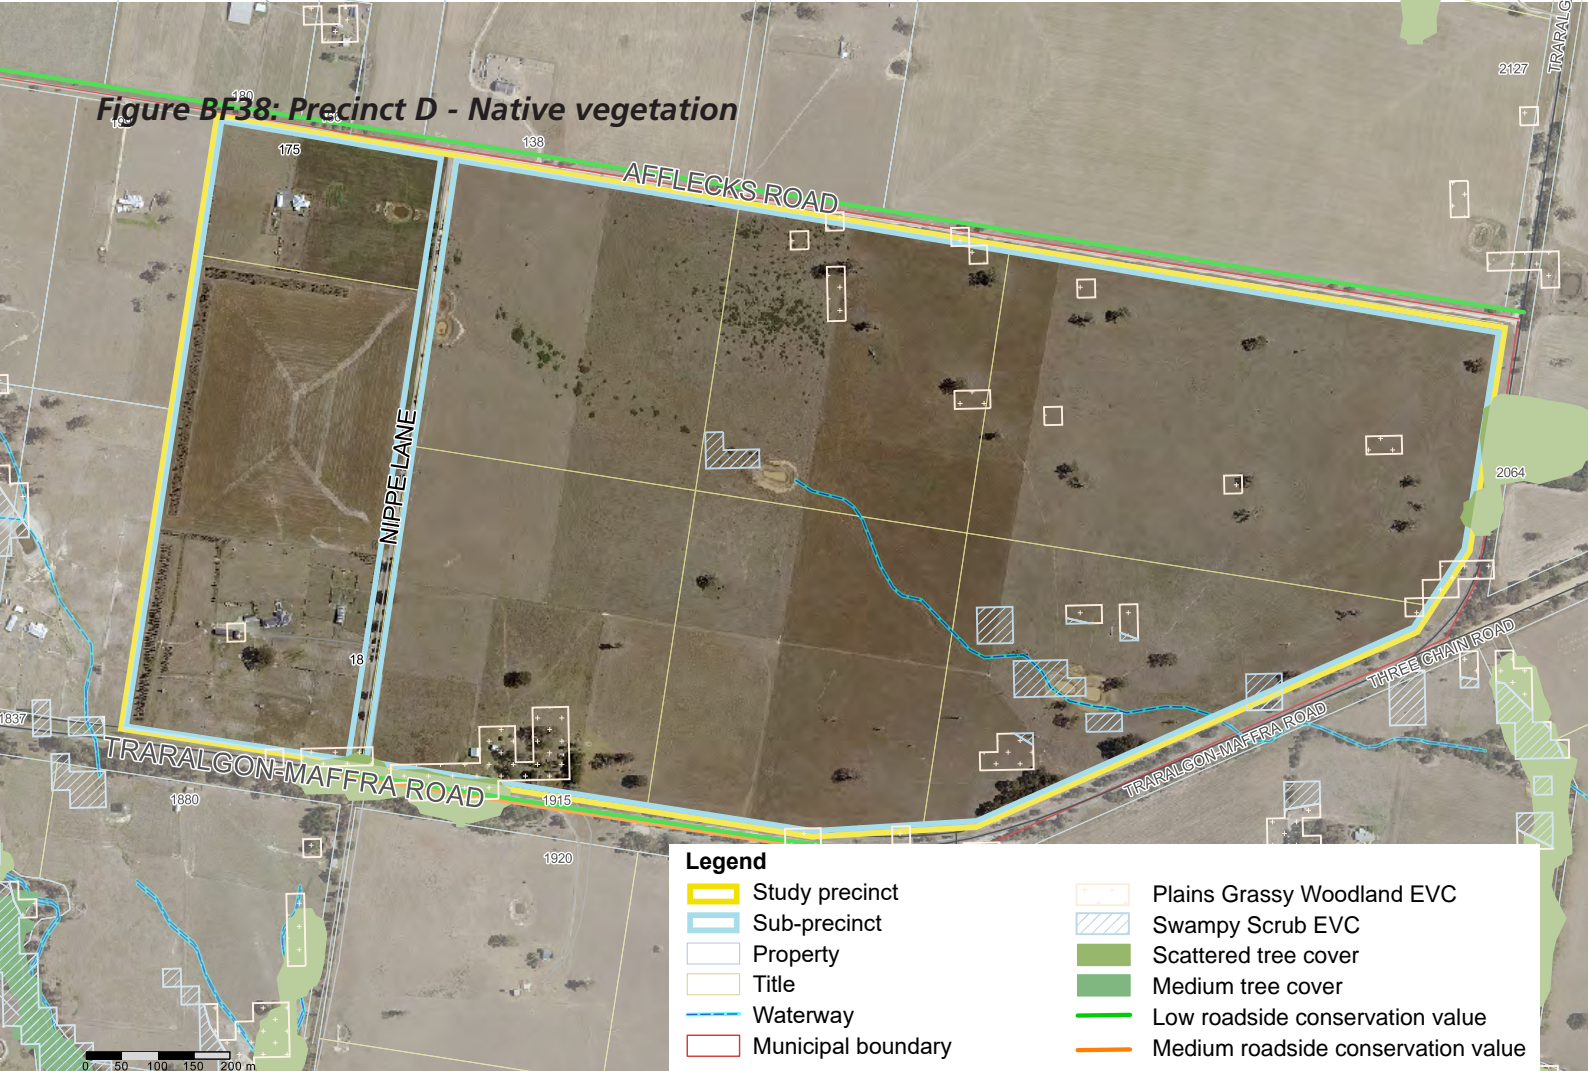 TRARALG
2127
180
Figure BF38: Precinct D - Native vegetation
138
175
AFFLECKS ROAD
NIPPE LANE
2064
18
THREE CHAIN ROAD
1837
TRARALGON-MAFFRA ROAD
TRARALGON-MAFFRA ROAD
1880
1915
1920
Legend
Study precinct
Sub-precinct
Property
Title
Waterway
Municipal boundary
Plains Grassy Woodland EVC
Swampy Scrub EVC
Scattered tree cover
Medium tree cover
Low roadside conservation value
Medium roadside conservation value
0 50 100 150 200 m